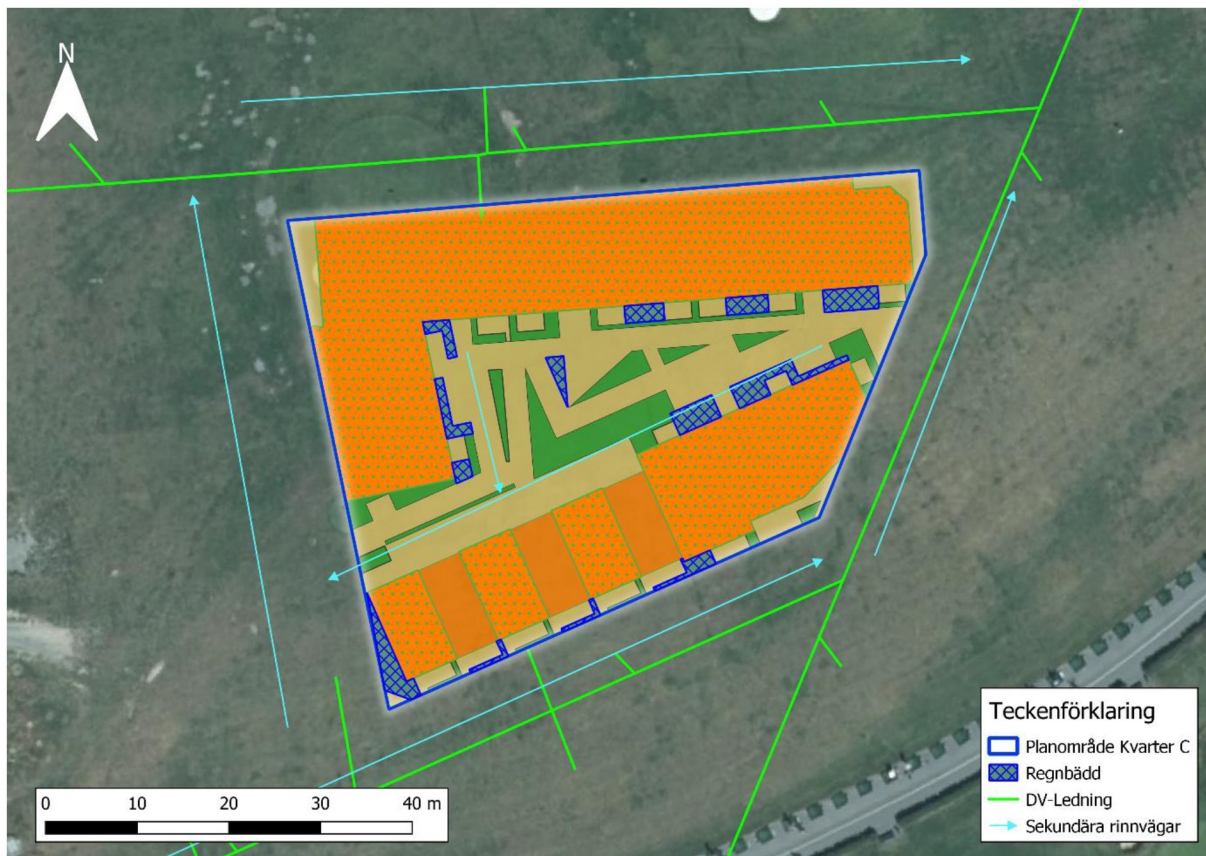 N
Teckenförklaring
Planområde Kvarter C
Regnbädd
DV-Ledning
Sekundära rinnvägar
0 10 20 30 40 m